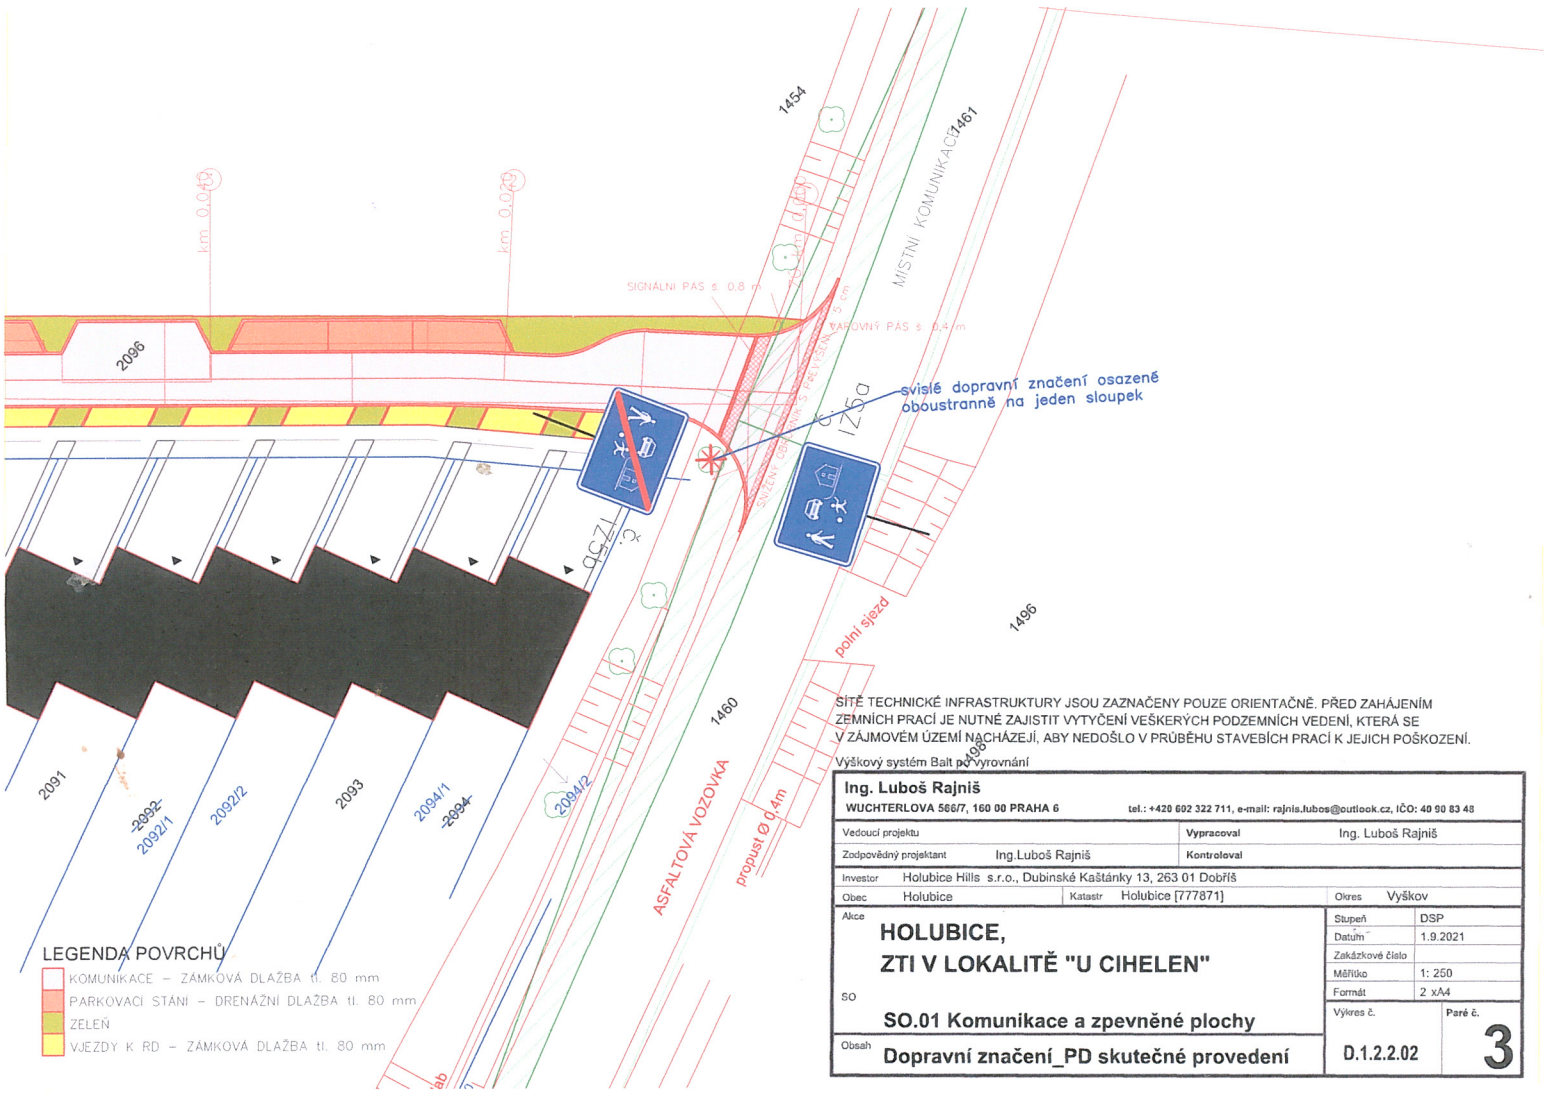 1454
1461
MÍSTNÍ KOMUNIKACE
km 0,040
km 0,020
SIGNÁLNÍ PÁS š. 0,8 m
VAROVNÝ PÁS š. 0,4 m
2096
svislé dopravní značení osazené
oboustranně na jeden sloupek
č.
IZ5a
č.
IZ5b
polní sjezd
1496
1460
1498
2091
-2092-
2092/1
2092/2
2093
2094/1
-2094-
2094/2
ASFALTOVÁ VOZOVKA
propust Ø 0,4m
SÍTĚ TECHNICKÉ INFRASTRUKTURY JSOU ZAZNAČENY POUZE ORIENTAČNĚ. PŘED ZAHÁJENÍM
ZEMNÍCH PRACÍ JE NUTNÉ ZAJISTIT VYTYČENÍ VEŠKERÝCH PODZEMNÍCH VEDENÍ, KTERÁ SE
V ZÁJMOVÉM ÚZEMÍ NACHÁZEJÍ, ABY NEDOŠLO V PRŮBĚHU STAVEBÍCH PRACÍ K JEJICH POŠKOZENÍ.
Výškový systém Balt po vyrovnání
Ing. Luboš Rajniš
WUCHTERLOVA 566/7, 160 00 PRAHA 6 tel.: +420 602 322 711, e-mail: rajnis.lubos@outlook.cz, IČO: 40 90 83 48
Vedoucí projektu Vypracoval Ing. Luboš Rajniš
Zodpovědný projektant Ing.Luboš Rajniš Kontroloval
Investor Holubice Hills s.r.o., Dubinské Kaštánky 13, 263 01 Dobříš
Obec Holubice Katastr Holubice [777871] Okres Vyškov
Akce
HOLUBICE,
ZTI V LOKALITĚ "U CIHELEN"
SO
SO.01 Komunikace a zpevněné plochy
Obsah Dopravní značení_PD skutečné provedení
Stupeň DSP
Datum 1.9.2021
Zakázkové číslo
Měřítko 1: 250
Formát 2 xA4
Výkres č. Paré č.
D.1.2.2.02 3
LEGENDA POVRCHŮ
KOMUNIKACE – ZÁMKOVÁ DLAŽBA tl. 80 mm
PARKOVACÍ STÁNÍ – DRENÁŽNÍ DLAŽBA tl. 80 mm
ZELEŇ
VJEZDY K RD – ZÁMKOVÁ DLAŽBA tl. 80 mm